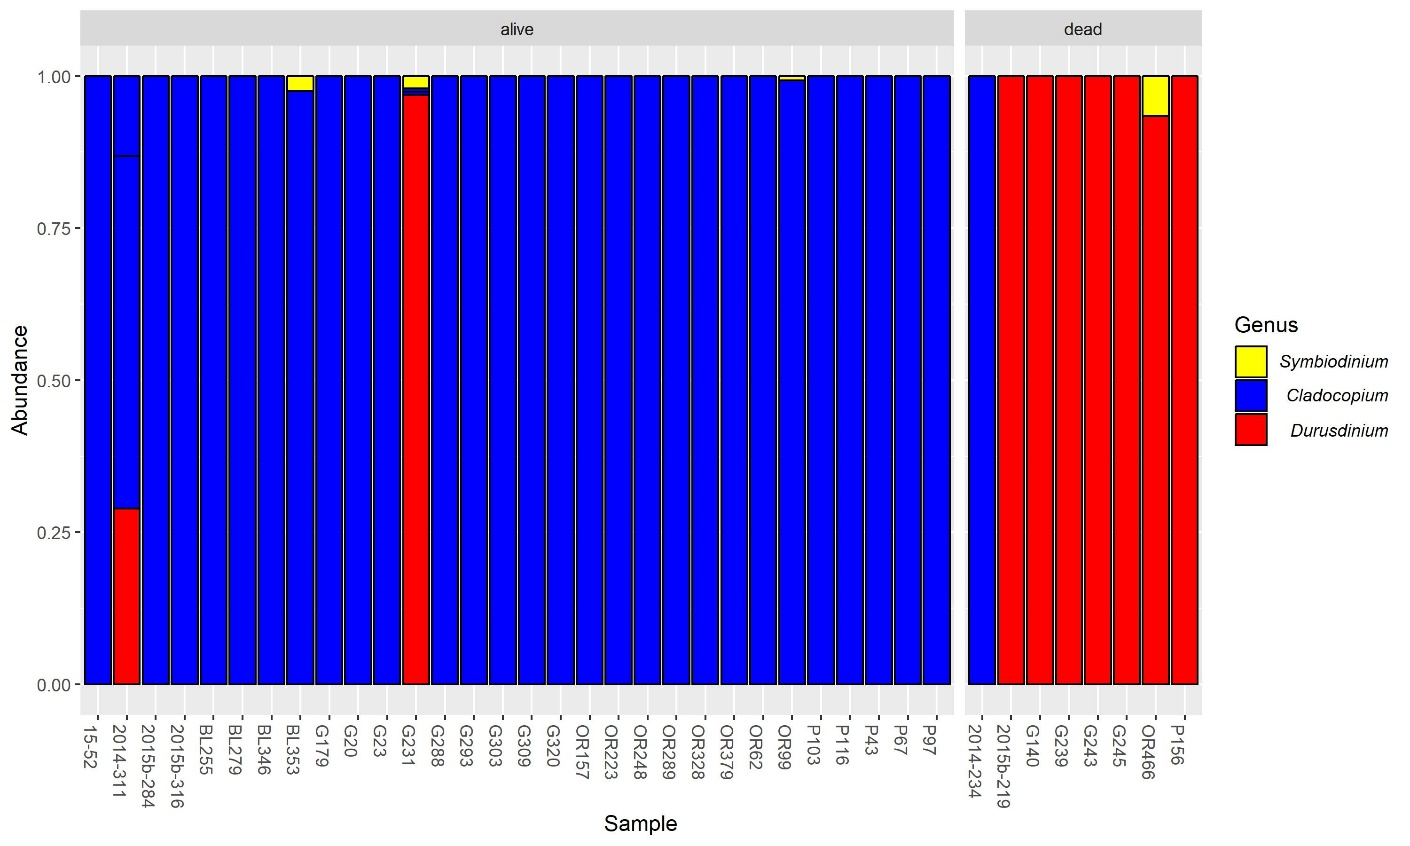 alive
dead
1.00
0.75
0.50
0.25
0.00
Abundance
15-52
2014-311
2015b-284
2015b-316
BL255
BL279
BL346
BL353
G179
G20
G23
G231
G288
G293
G303
G309
G320
OR157
OR223
OR248
OR289
OR328
OR379
OR62
OR99
P103
P116
P43
P67
P97
2014-234
2015b-219
G140
G239
G243
G245
OR466
P156
Sample
Genus
Symbiodinium
Cladocopium
Durusdinium